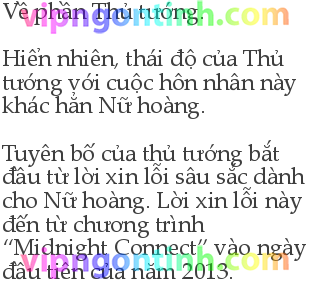 Về phần Thủ tướng.
vipngontinh.com
Hiển nhiên, thái độ của Thủ
tướng với cuộc hôn nhân này
khác hẳn Nữ hoàng.
Tuyên bố của thủ tướng bắt
đầu từ lời xin lỗi sâu sắc dành
cho Nữ hoàng. Lời xin lỗi này
đến từ chương trình
“Midnight Connect” vào ngày
vipngontinh.com
đầu tiên của năm 2013.